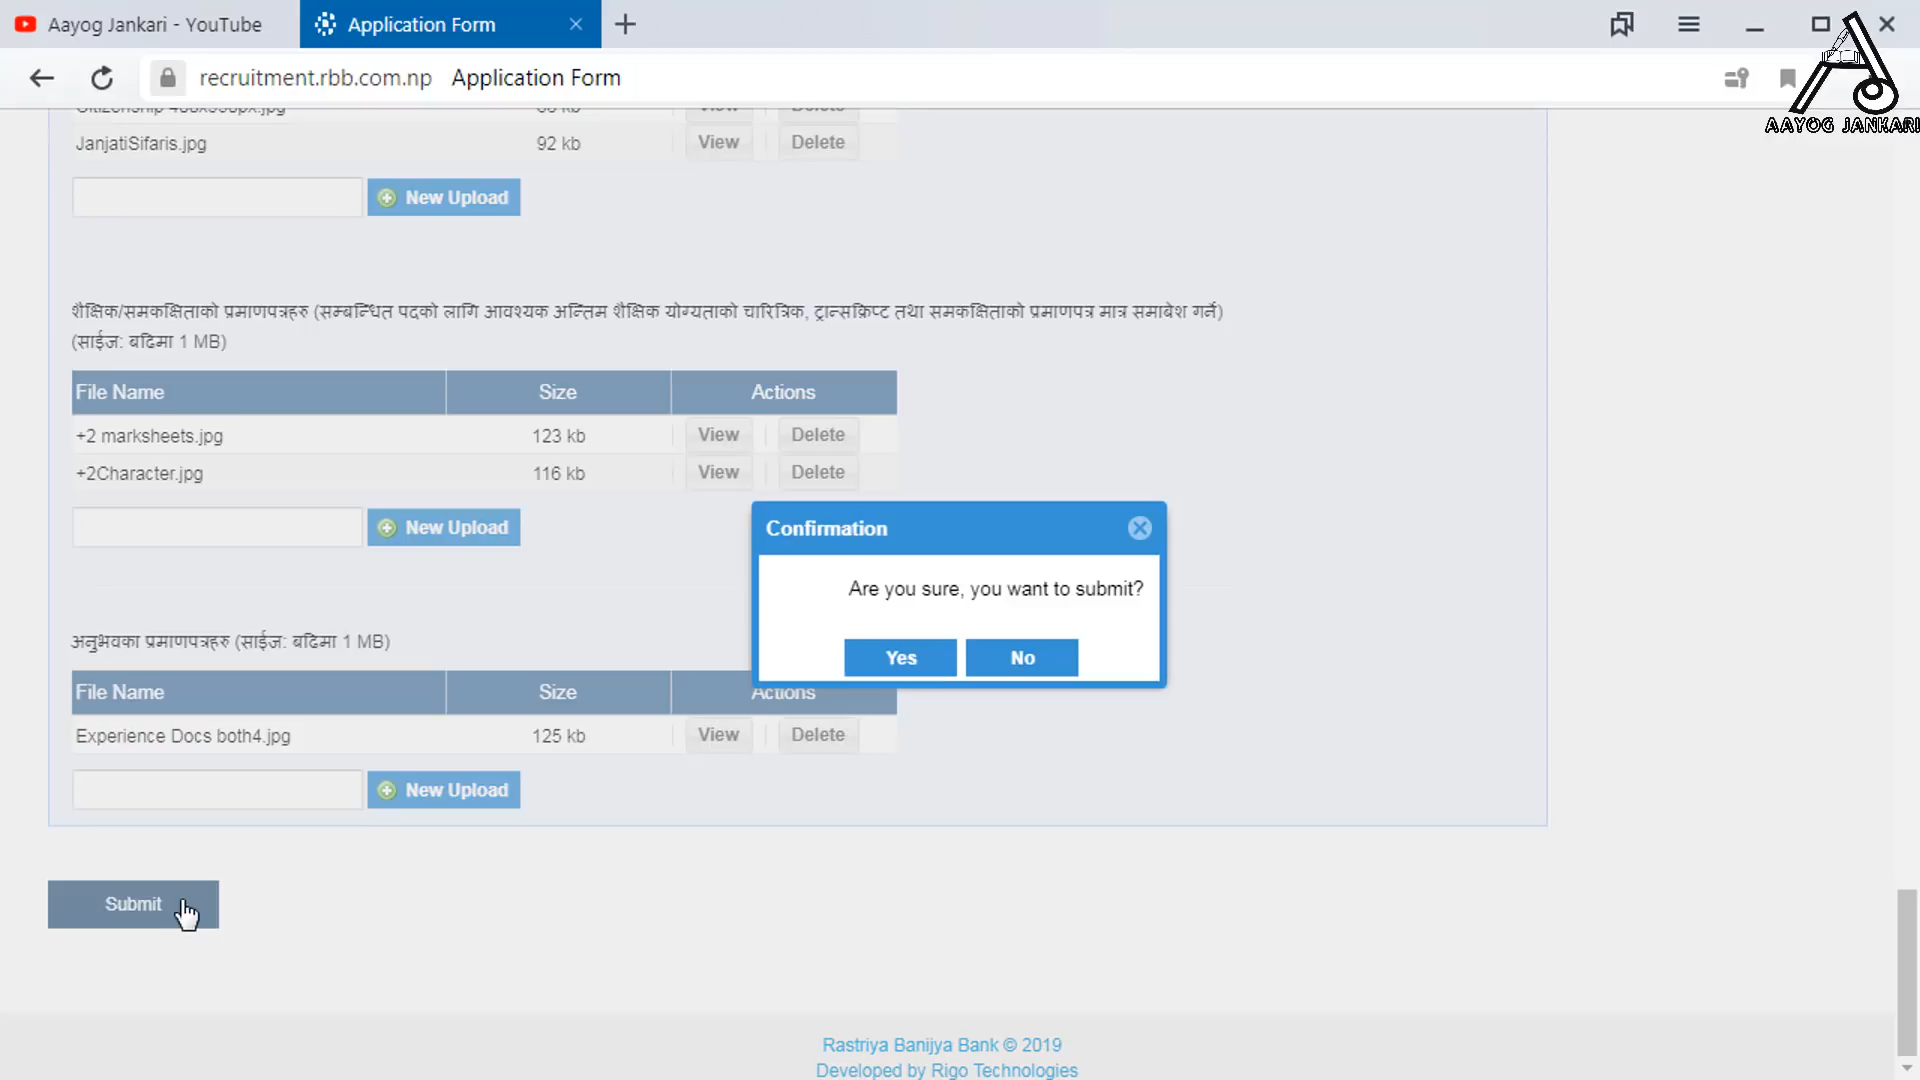 Aayog Jankari - YouTube
Application Form
recruitment.rbb.com.np Application Form
AAYOG JANKARI
Citizenship 
JanjatiSifaris.jpg 92 kb View Delete
New Upload
शैक्षिक/समकक्षिताको प्रमाणपत्रहरु (सम्बन्धित पदको लागि आवश्यक अन्तिम शैक्षिक योग्यताको चारित्रिक, ट्रान्सक्रिप्ट तथा समकक्षिताको प्रमाणपत्र मात्र समाबेश गर्ने)
(साईज: बढिमा 1 MB)
File Name Size Actions
+2 marksheets.jpg 123 kb View Delete
+2Character.jpg 116 kb View Delete
New Upload
Confirmation
Are you sure, you want to submit?
Yes No
अनुभवका प्रमाणपत्रहरु (साईज: बढिमा 1 MB)
File Name Size Actions
Experience Docs both4.jpg 125 kb View Delete
New Upload
Submit
Rastriya Banijya Bank © 2019
Developed by Rigo Technologies